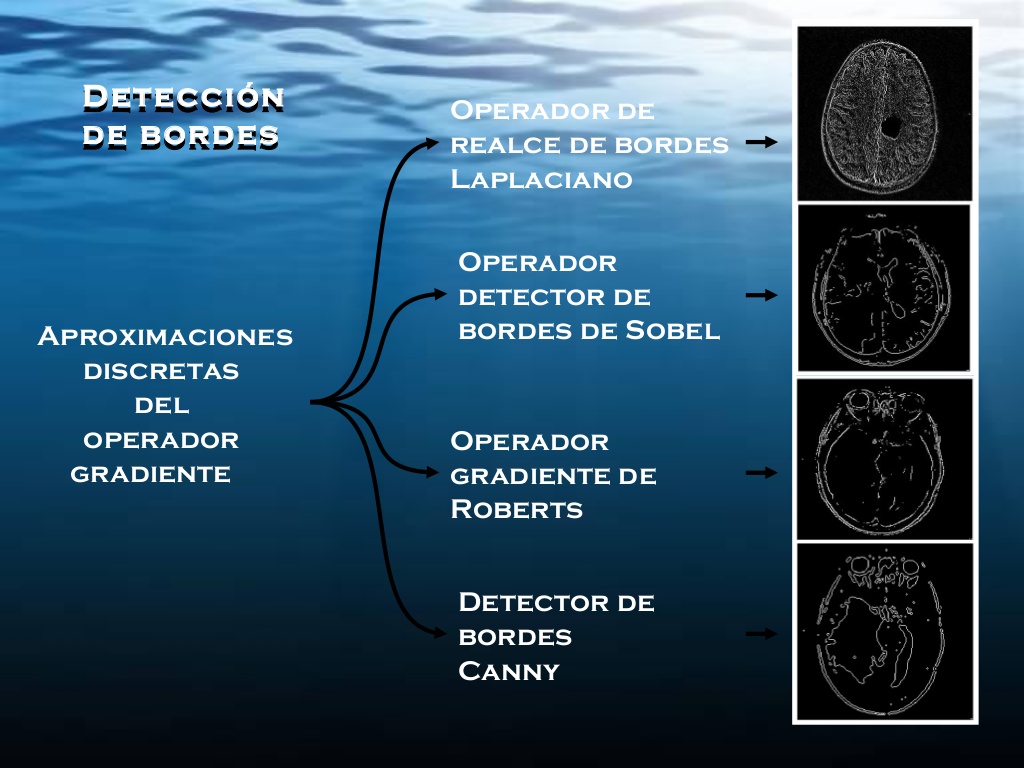 Detección
de bordes
Aproximaciones
discretas
del
operador
gradiente
Operador de
realce de bordes
Laplaciano
Operador
detector de
bordes de Sobel
Operador
gradiente de
Roberts
Detector de
bordes
Canny